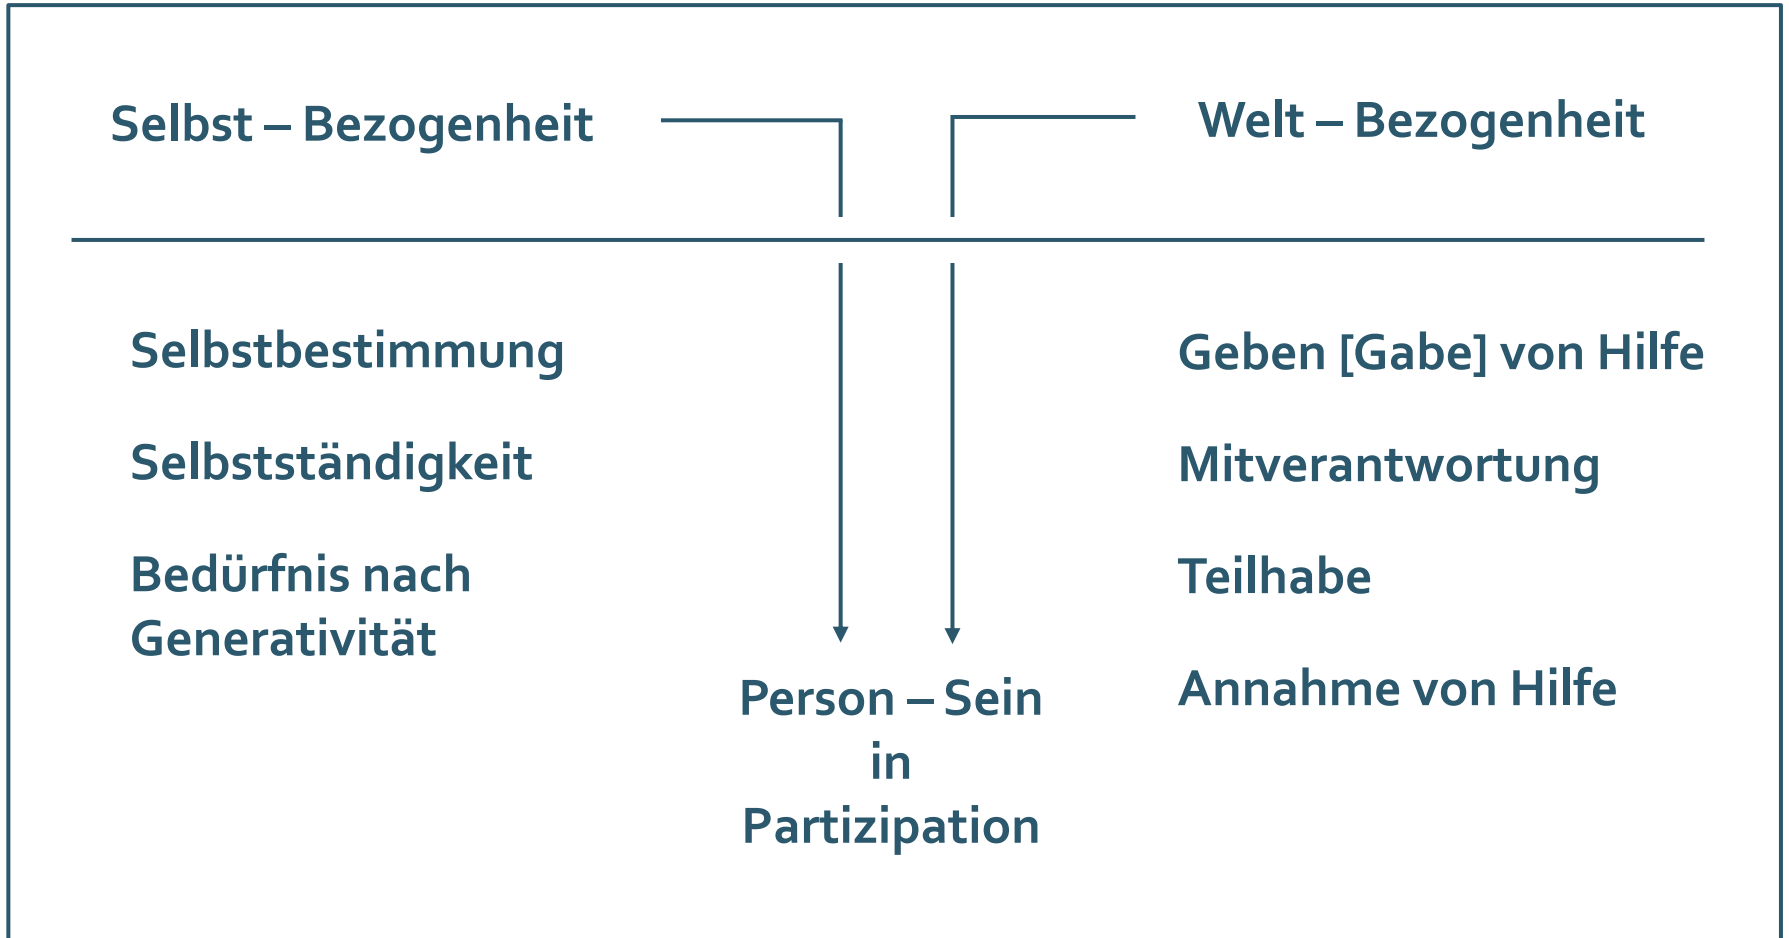 Selbst – Bezogenheit
Welt – Bezogenheit
Selbstbestimmung
Selbstständigkeit
Bedürfnis nach
Generativität
Person – Sein
in
Partizipation
Geben [Gabe] von Hilfe
Mitverantwortung
Teilhabe
Annahme von Hilfe